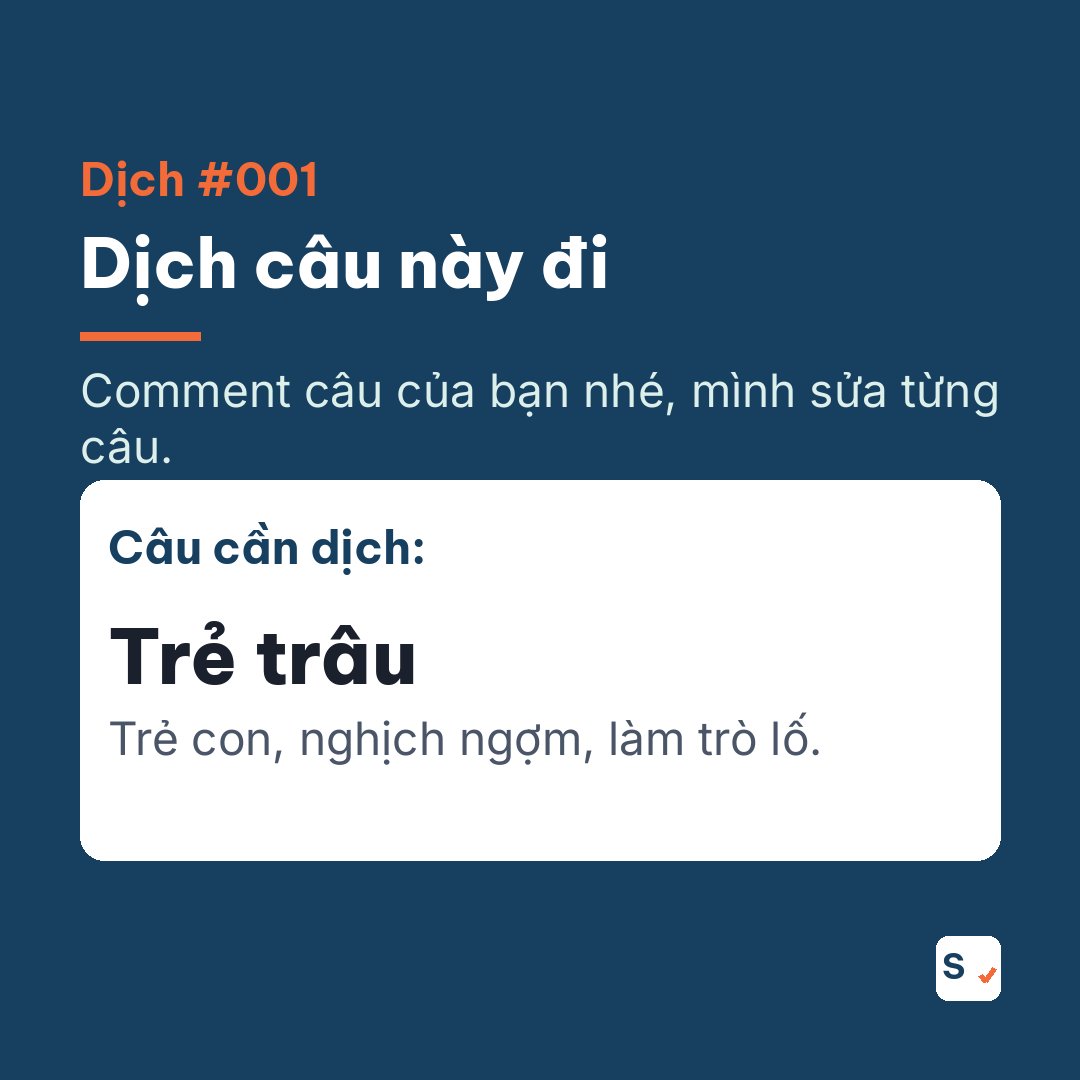 Dịch #001
Dịch câu này đi
Comment câu của bạn nhé, mình sửa từng
câu.
Câu cần dịch:
Trẻ trâu
Trẻ con, nghịch ngợm, làm trò lố.
S